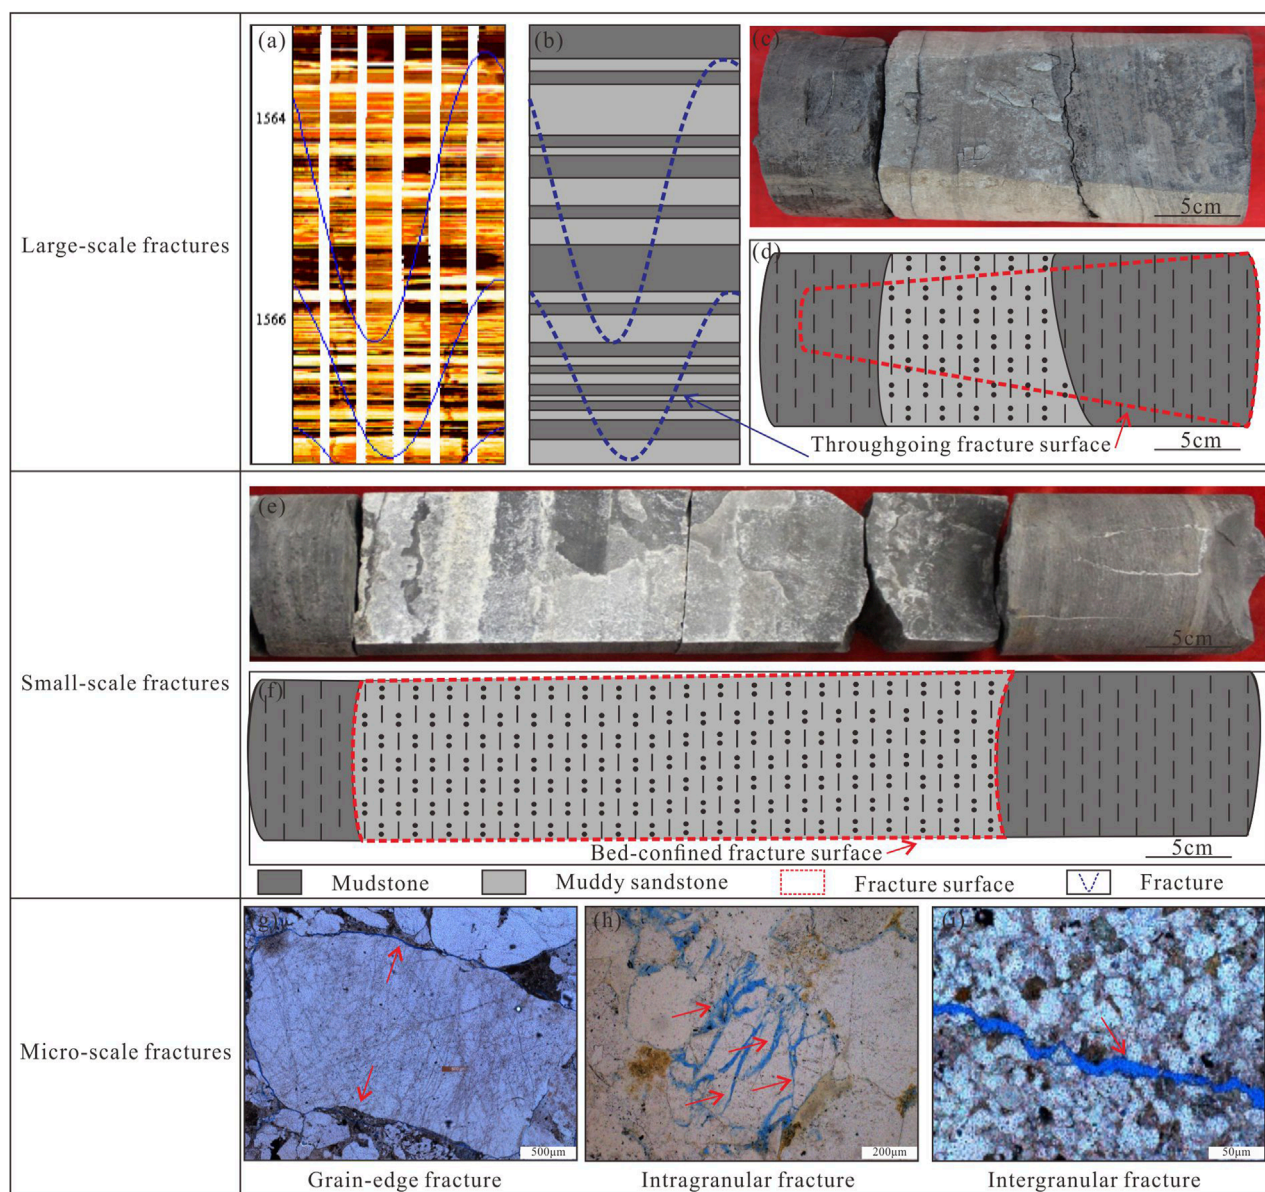 Large-scale fractures
(a)
1564
1566
(b)
(c)
5cm
(d)
Throughgoing fracture surface
5cm
Small-scale fractures
(e)
5cm
(f)
Bed-confined fracture surface
5cm
Mudstone
Muddy sandstone
Fracture surface
Fracture
Micro-scale fractures
(g)
500μm
Grain-edge fracture
(h)
200μm
Intragranular fracture
50μm
Intergranular fracture